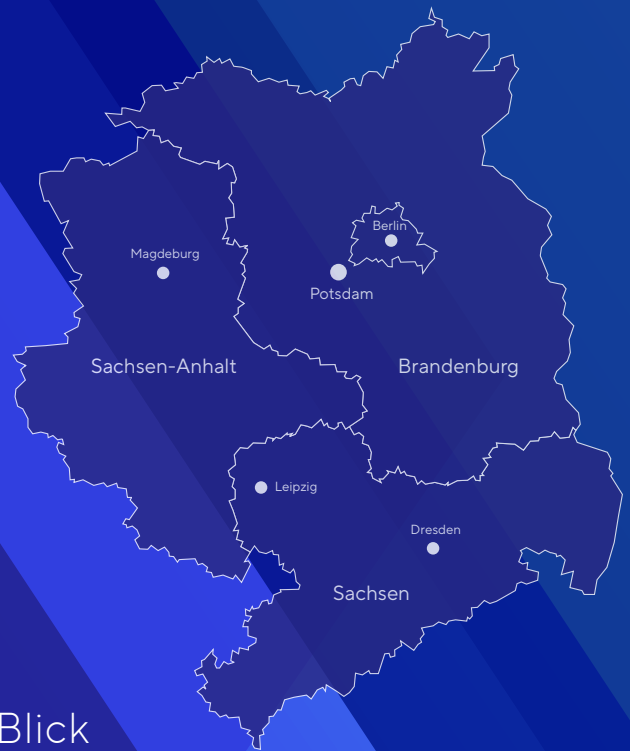 Berlin
Magdeburg
Potsdam
Sachsen-Anhalt
Brandenburg
Leipzig
Dresden
Sachsen
Blick